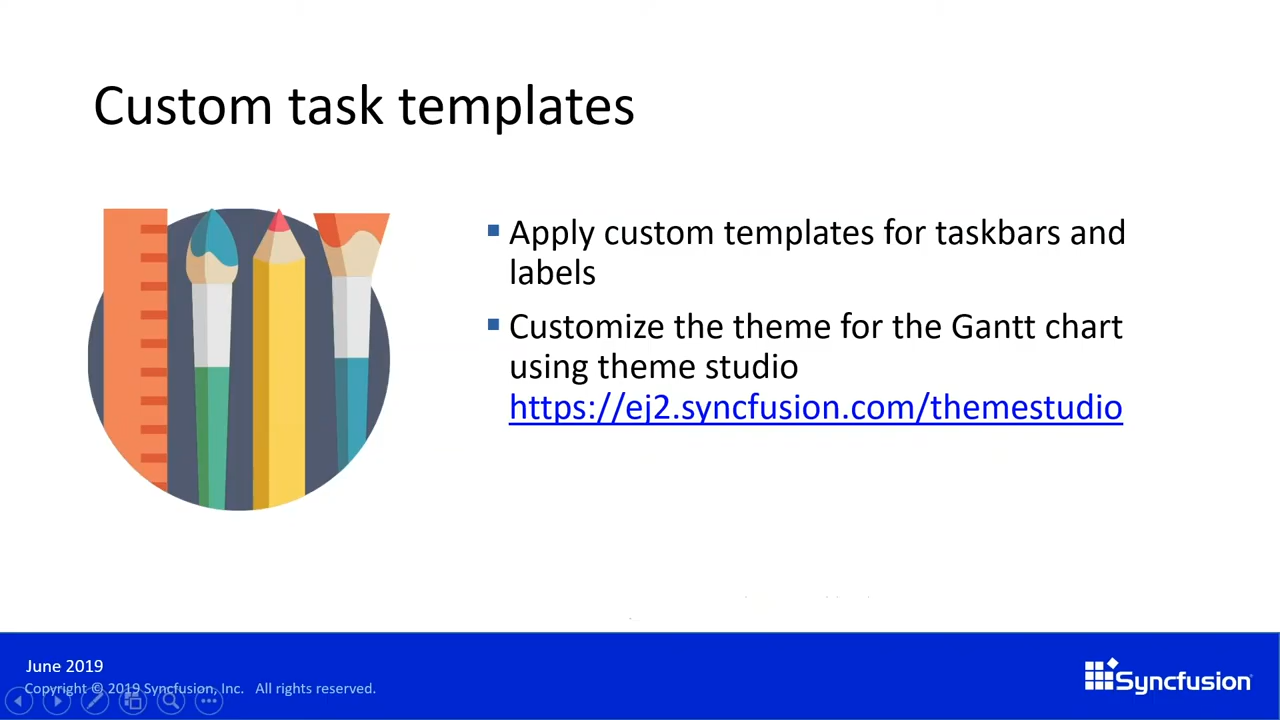 Custom task templates
▪ Apply custom templates for taskbars and
labels
▪ Customize the theme for the Gantt chart
using theme studio
https://ej2.syncfusion.com/themestudio
June 2019
Copyright © 2019 Syncfusion, Inc. All rights reserved.
Syncfusion